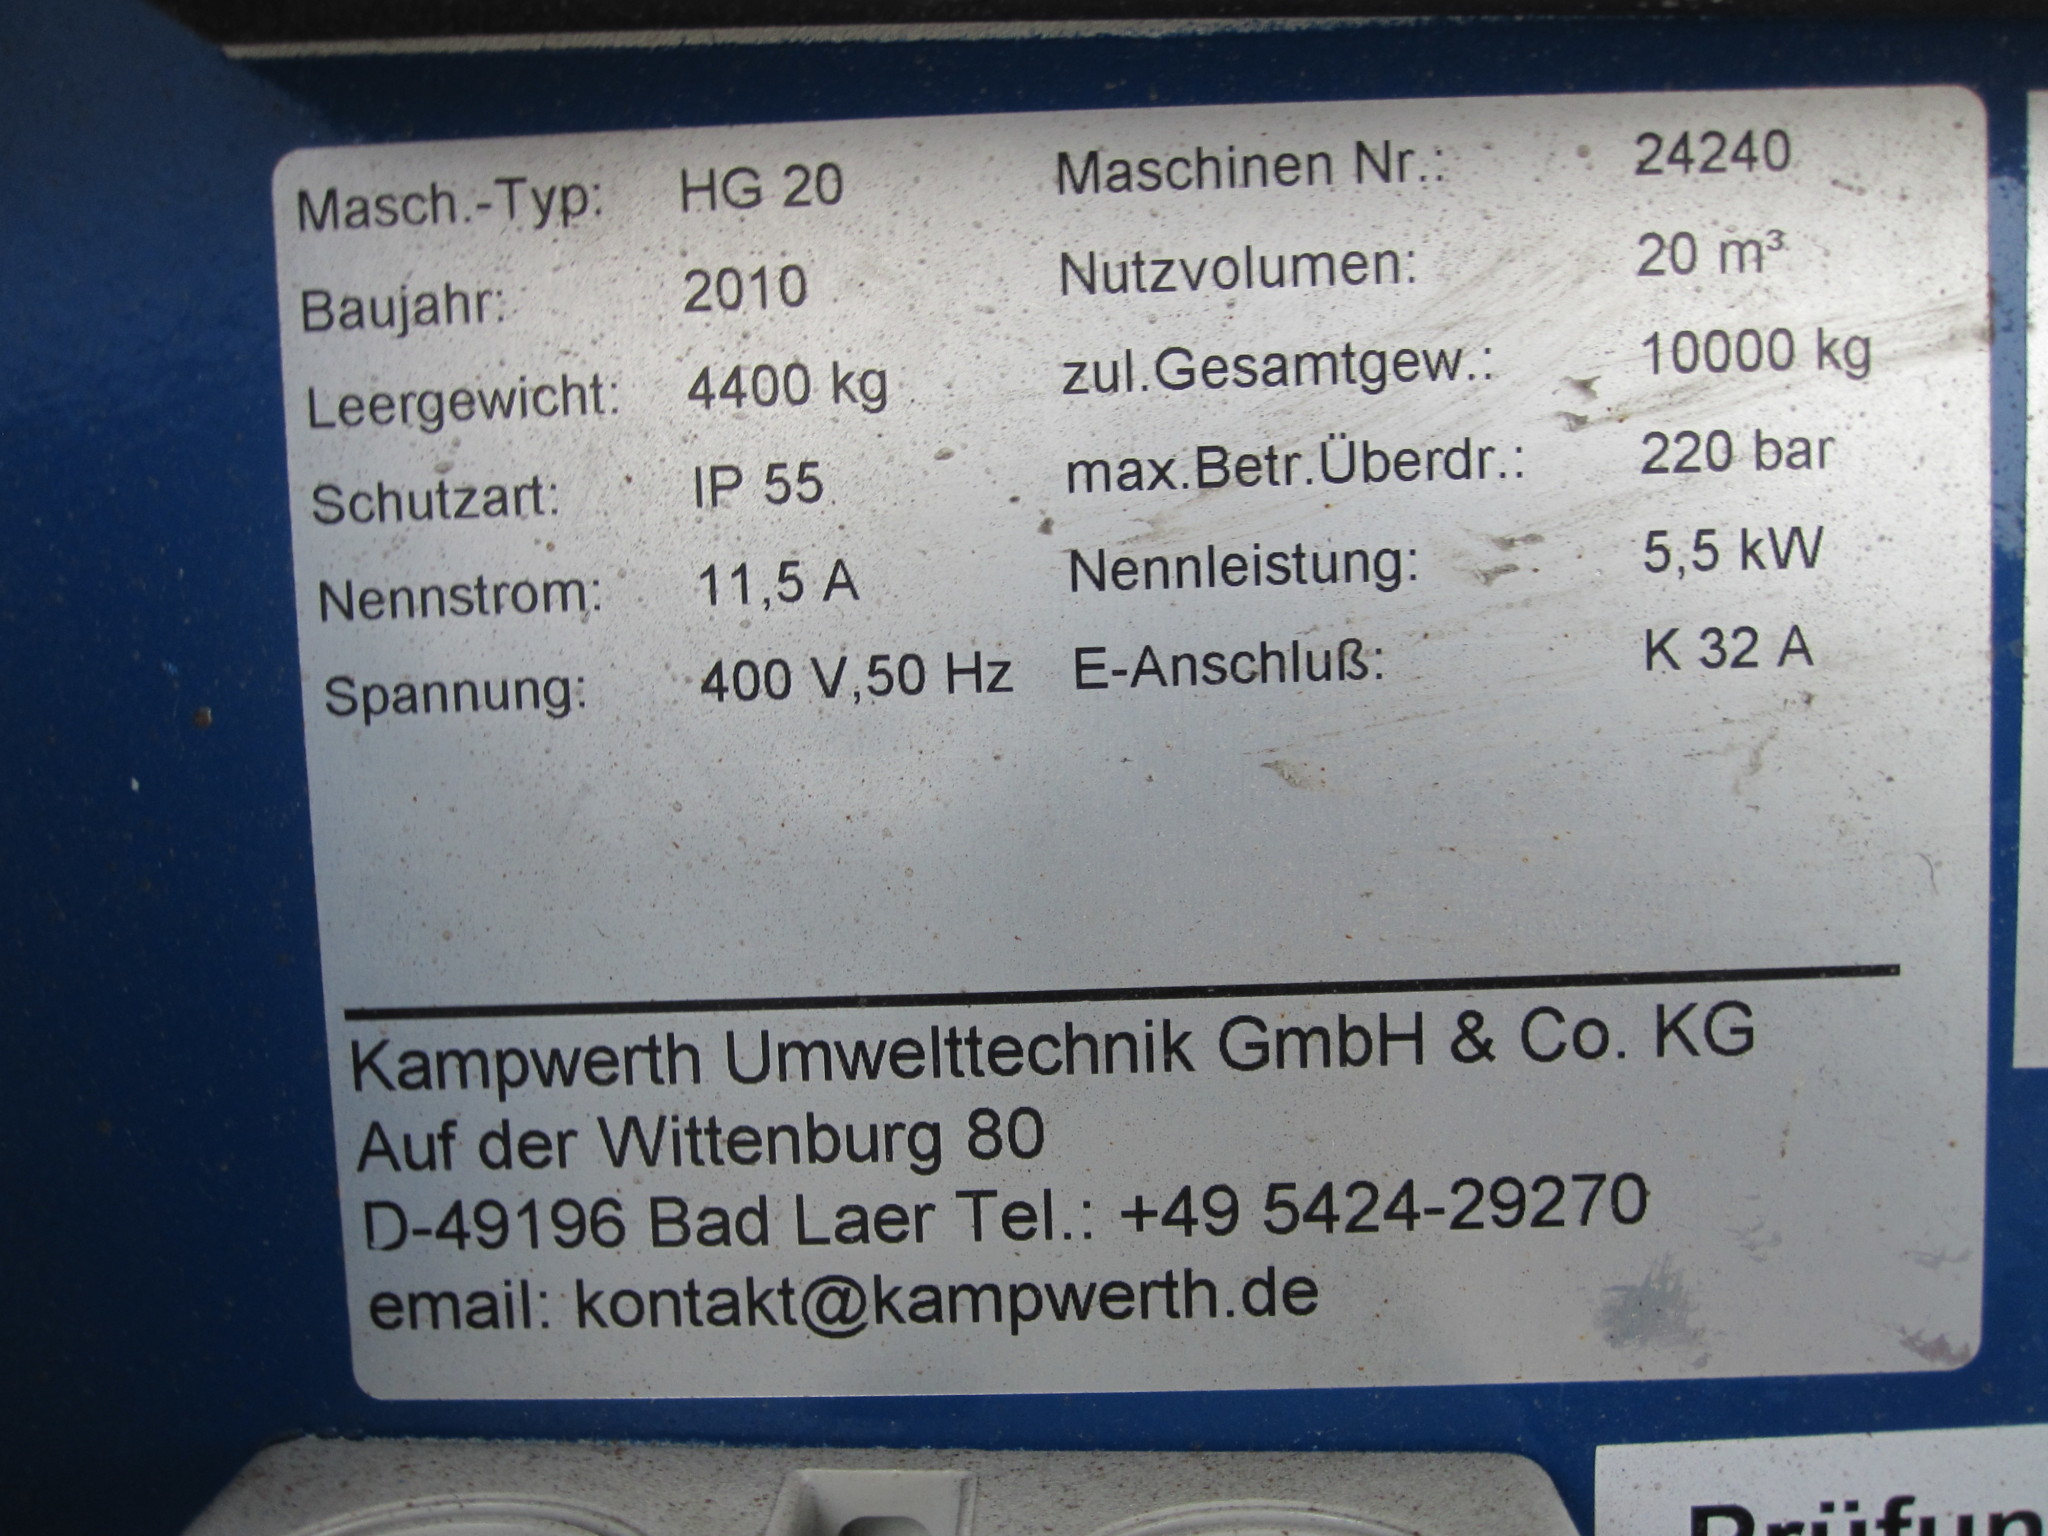 Masch.-Typ: HG 20 Maschinen Nr.: 24240
Baujahr: 2010 Nutzvolumen: 20 m³
Leergewicht: 4400 kg zul.Gesamtgew.: 10000 kg
Schutzart: IP 55 max.Betr.Überdr.: 220 bar
Nennstrom: 11,5 A Nennleistung: 5,5 kW
Spannung: 400 V,50 Hz E-Anschluß: K 32 A
Kampwerth Umwelttechnik GmbH & Co. KG
Auf der Wittenburg 80
D-49196 Bad Laer Tel.: +49 5424-29270
email: kontakt@kampwerth.de